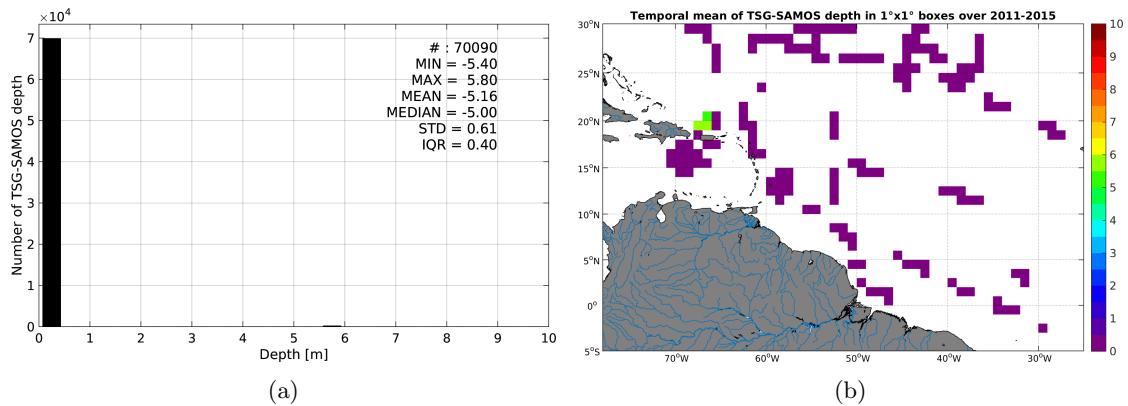 ×10⁴
Number of TSG-SAMOS depth
7
6
5
4
3
2
1
0
# : 70090
MIN = -5.40
MAX = 5.80
MEAN = -5.16
MEDIAN = -5.00
STD = 0.61
IQR = 0.40
0 1 2 3 4 5 6 7 8 9 10
Depth [m]
(a)
Temporal mean of TSG-SAMOS depth in 1°x1° boxes over 2011-2015
30°N
25°N
20°N
15°N
10°N
5°N
0°
5°S
70°W 60°W 50°W 40°W 30°W
10
9
8
7
6
5
4
3
2
1
0
(b)